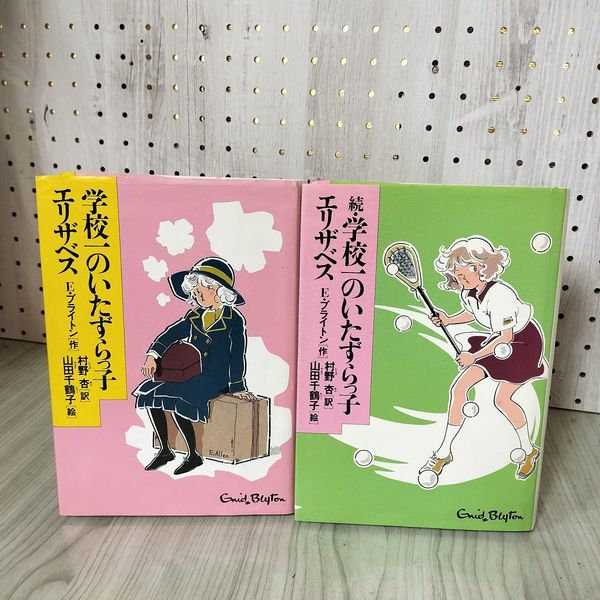 学校一のいたずらっ子
エリザベス
E・ブライトン[作]
村野 杏[訳]
山田千鶴子[絵]
E.Allen
Enid Blyton
続・学校一のいたずらっ子
エリザベス
E・ブライトン[作]
村野 杏[訳]
山田千鶴子[絵]
Enid Blyton